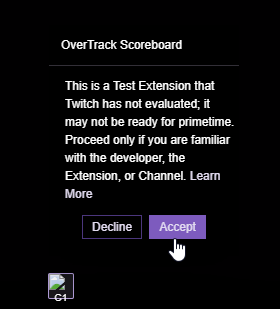 OverTrack Scoreboard
This is a Test Extension that
Twitch has not evaluated; it
may not be ready for primetime.
Proceed only if you are familiar
with the developer, the
Extension, or Channel. Learn
More
Decline Accept
C1